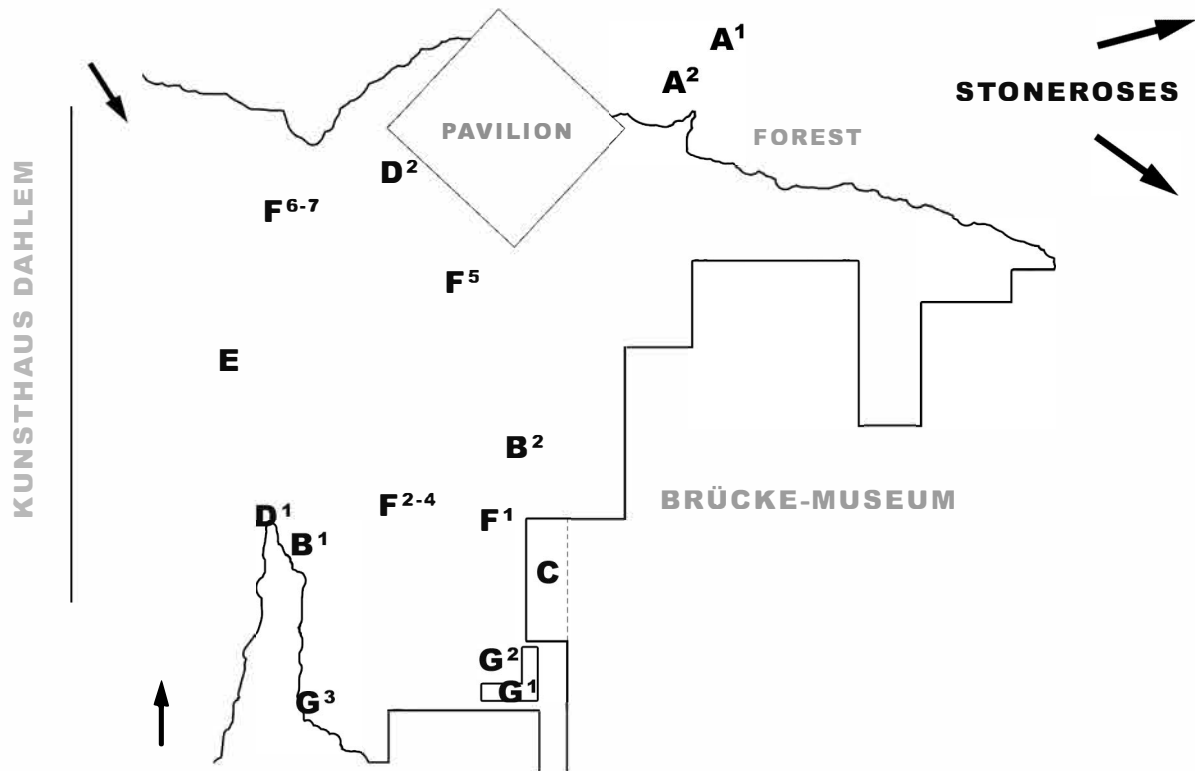 A¹
A²
STONEROSES
PAVILION
FOREST
D²
KUNSTHAUS DAHLEM
F⁶⁻⁷
F⁵
E
B²
BRÜCKE-MUSEUM
F²⁻⁴
F¹
D¹
B¹
C
G²
G¹
G³